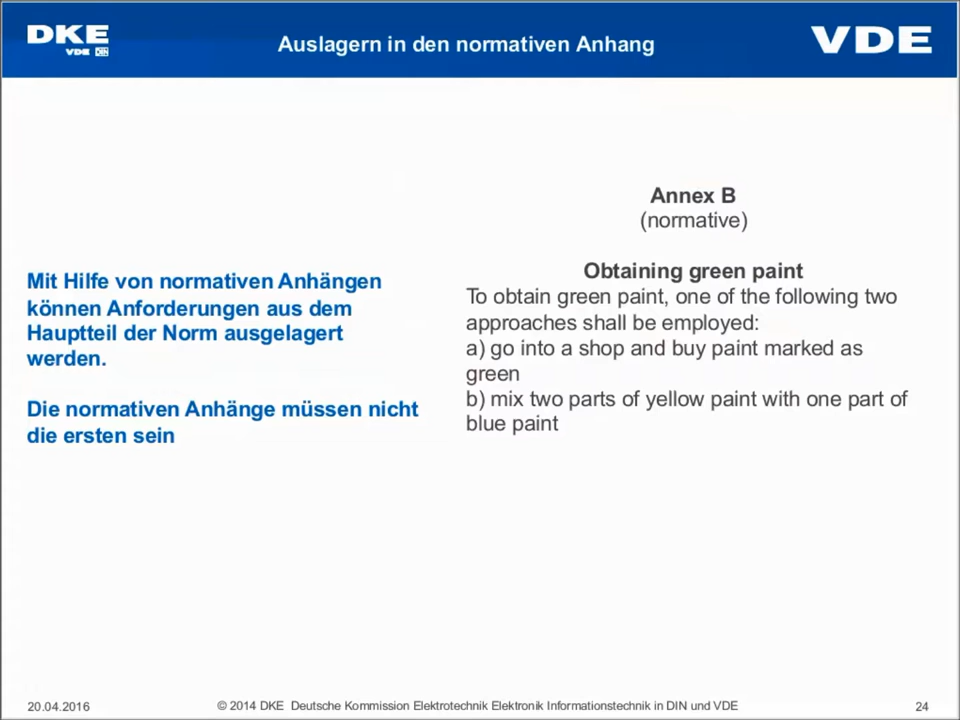 DKE
VDE DIN
Auslagern in den normativen Anhang
VDE
Mit Hilfe von normativen Anhängen
können Anforderungen aus dem
Hauptteil der Norm ausgelagert
werden.
Die normativen Anhänge müssen nicht
die ersten sein
Annex B
(normative)
Obtaining green paint
To obtain green paint, one of the following two
approaches shall be employed:
a) go into a shop and buy paint marked as
green
b) mix two parts of yellow paint with one part of
blue paint
20.04.2016
© 2014 DKE Deutsche Kommission Elektrotechnik Elektronik Informationstechnik in DIN und VDE
24